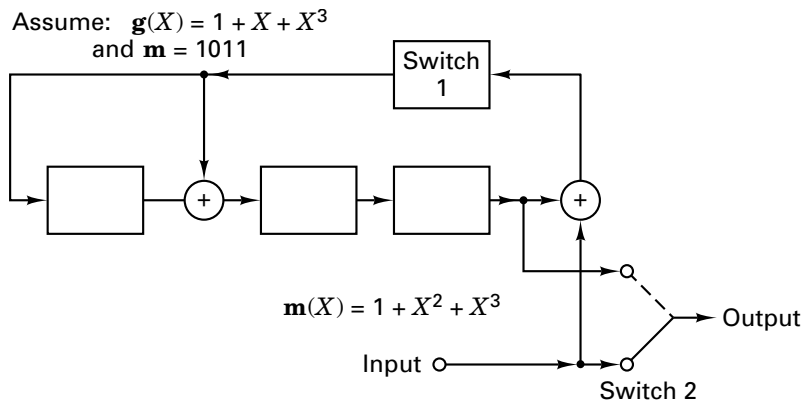 Assume: g(X) = 1 + X + X³
and m = 1011
Switch
1
+
+
m(X) = 1 + X² + X³
Output
Input
Switch 2